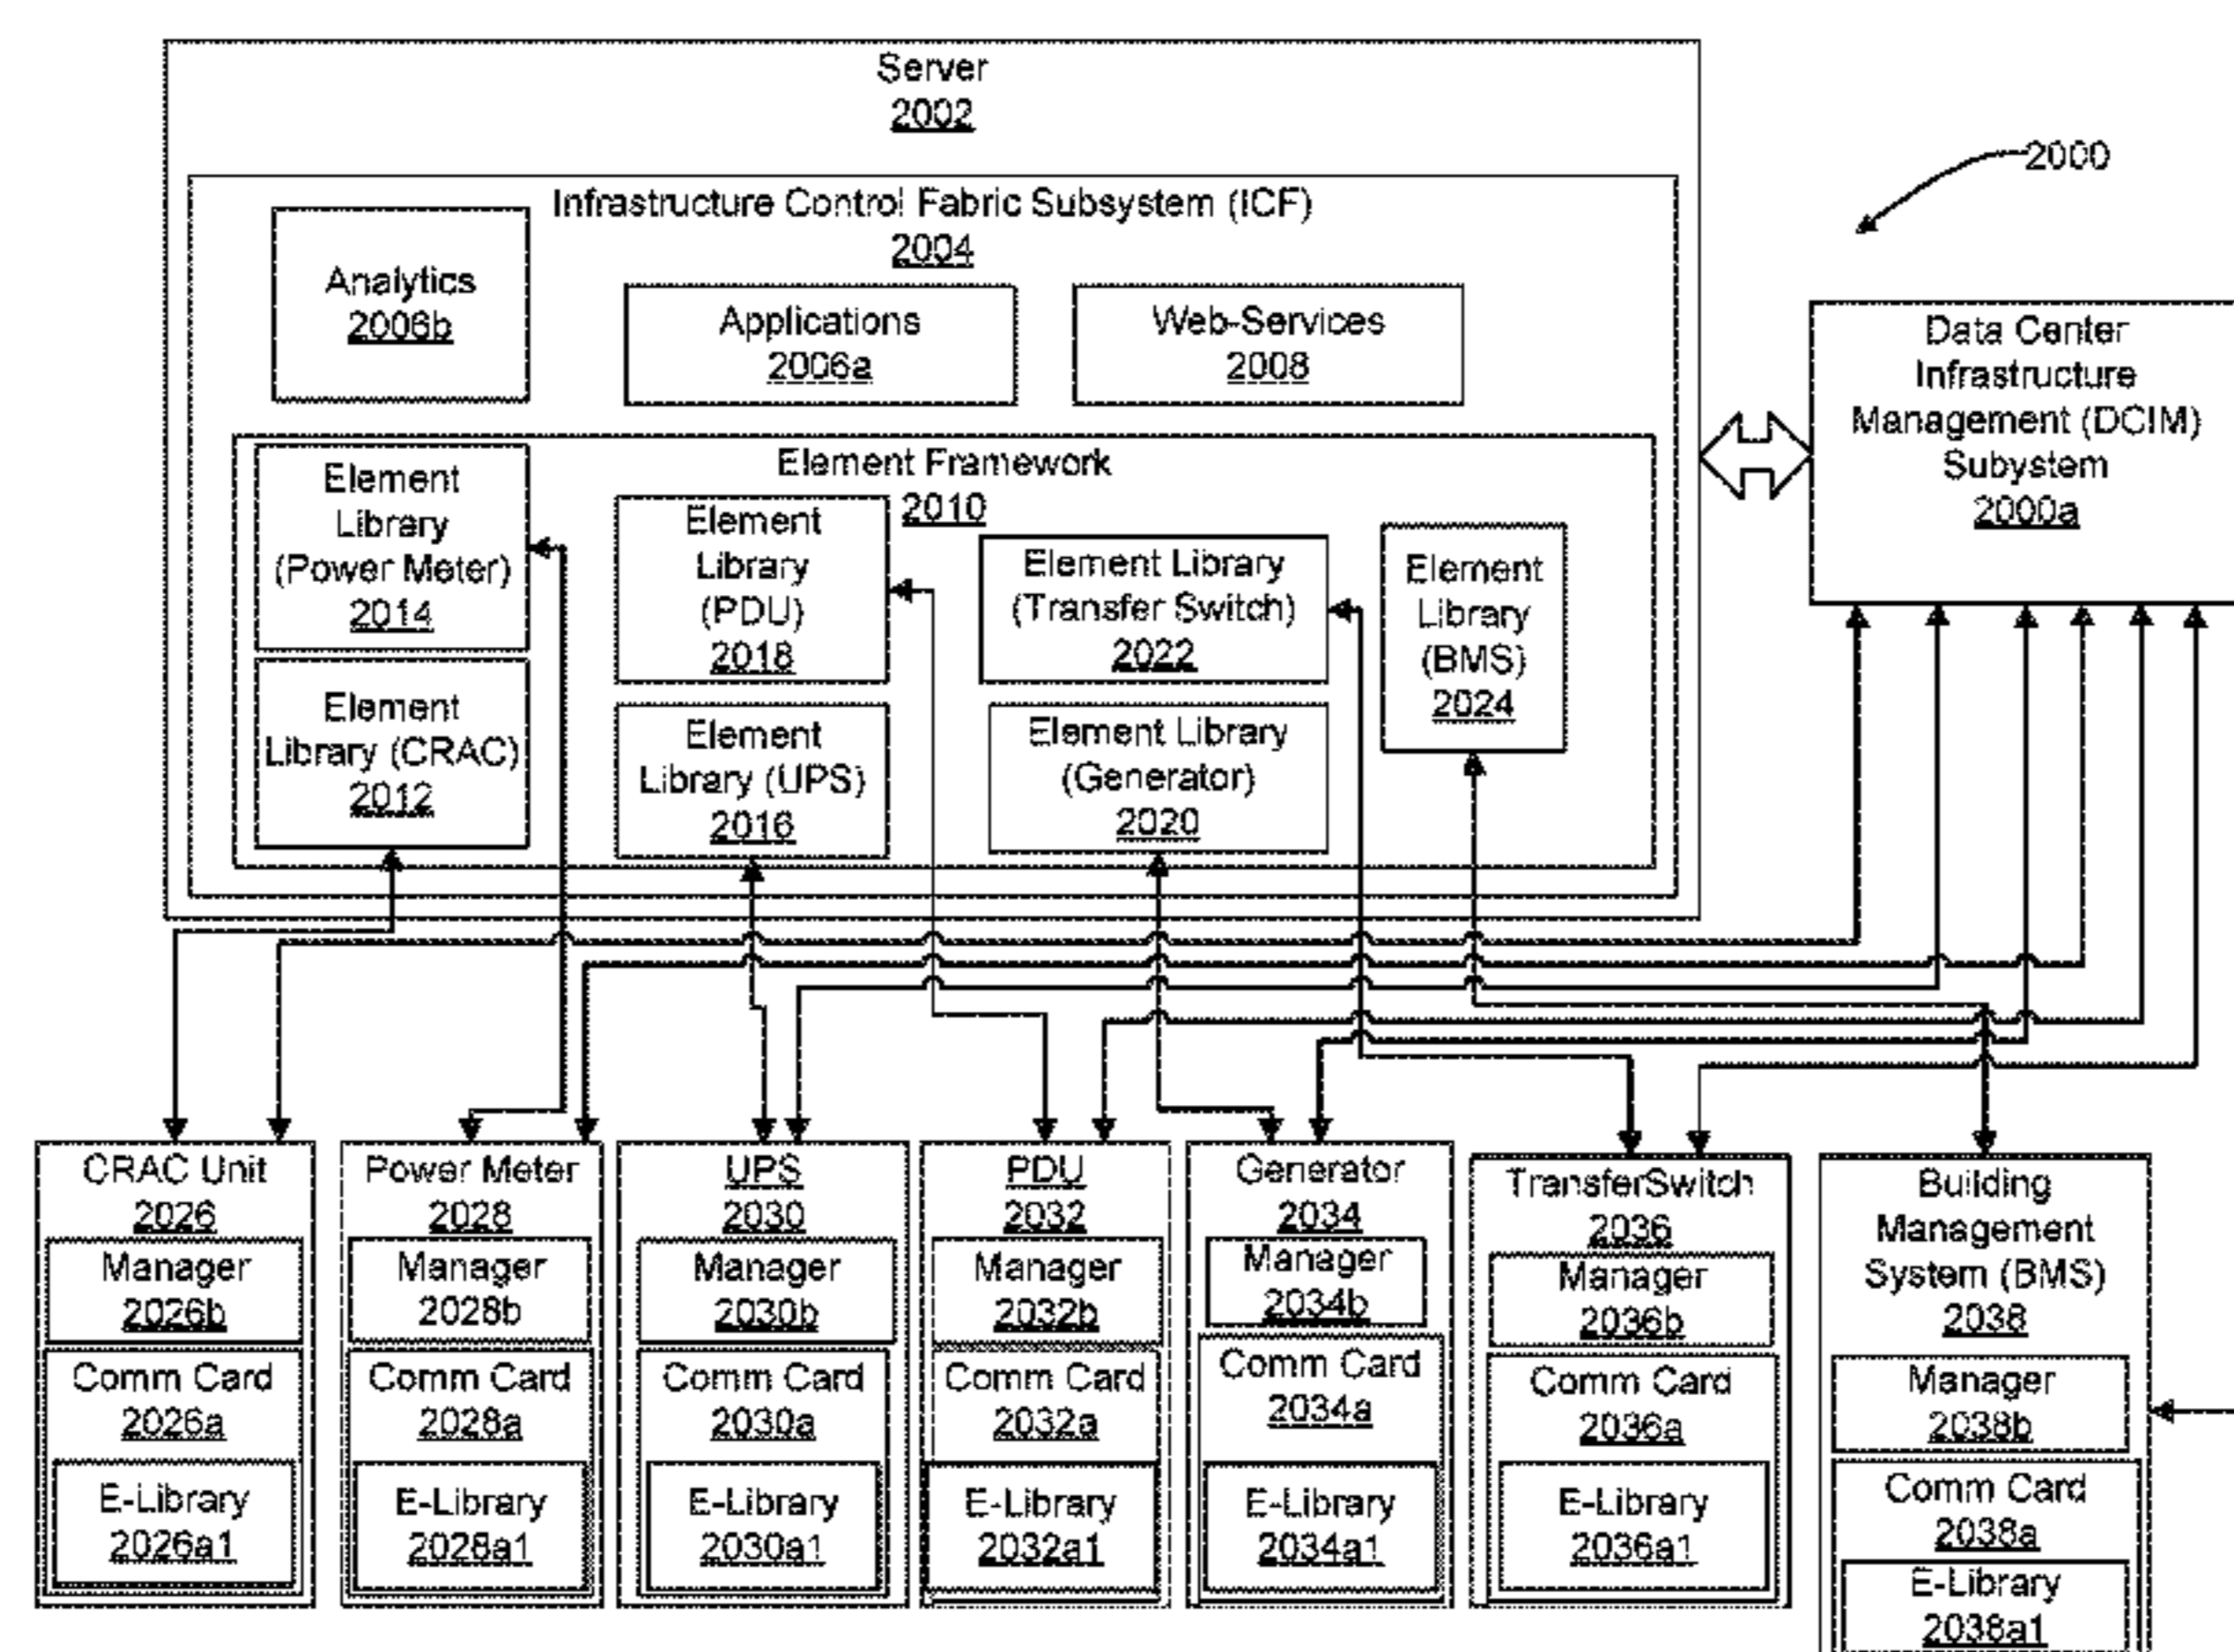 Server
2002
2000
Infrastructure Control Fabric Subsystem (ICF)
2004
Analytics
2006b
Applications
2006a
Web-Services
2008
Data Center
Infrastructure
Management (DCIM)
Subystem
2000a
Element Framework
2010
Element
Library
(Power Meter)
2014
Element
Library (CRAC)
2012
Element
Library
(PDU)
2018
Element
Library (UPS)
2016
Element Library
(Transfer Switch)
2022
Element Library
(Generator)
2020
Element
Library
(BMS)
2024
CRAC Unit
2026
Manager
2026b
Comm Card
2026a
E-Library
2026a1
Power Meter
2028
Manager
2028b
Comm Card
2028a
E-Library
2028a1
UPS
2030
Manager
2030b
Comm Card
2030a
E-Library
2030a1
PDU
2032
Manager
2032b
Comm Card
2032a
E-Library
2032a1
Generator
2034
Manager
2034b
Comm Card
2034a
E-Library
2034a1
TransferSwitch
2036
Manager
2036b
Comm Card
2036a
E-Library
2036a1
Building
Management
System (BMS)
2038
Manager
2038b
Comm Card
2038a
E-Library
2038a1